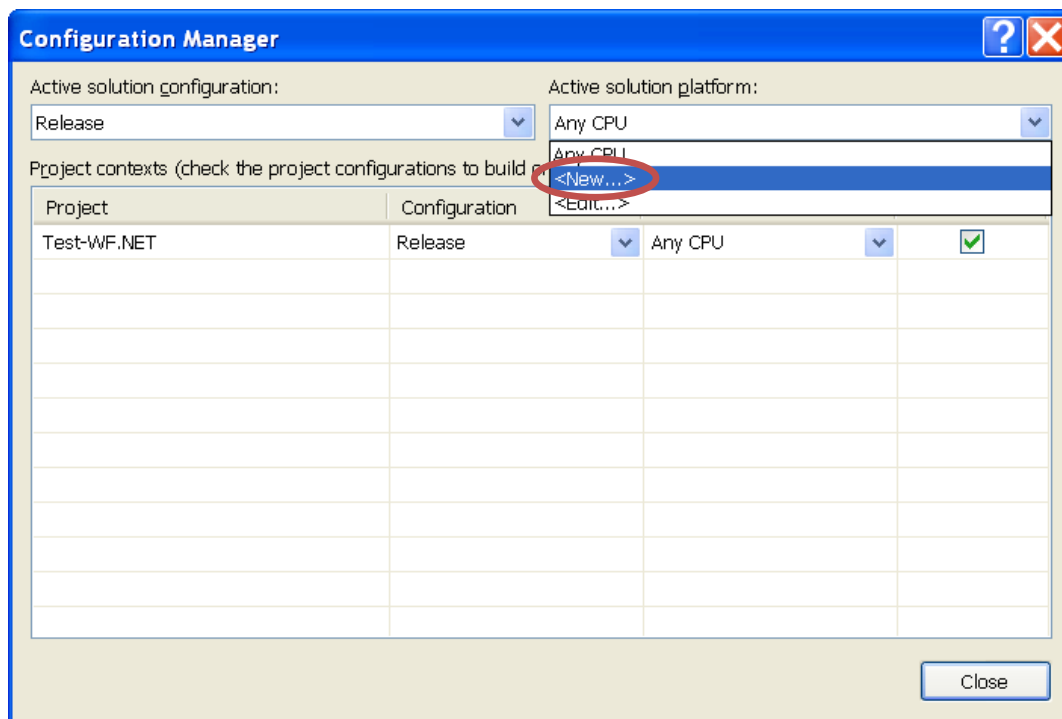 Configuration Manager
Active solution configuration: Active solution platform:
Release Any CPU
Any CPU
Project contexts (check the project configurations to build
<New...>
<Edit...>
Project Configuration
Test-WF.NET Release Any CPU
Close